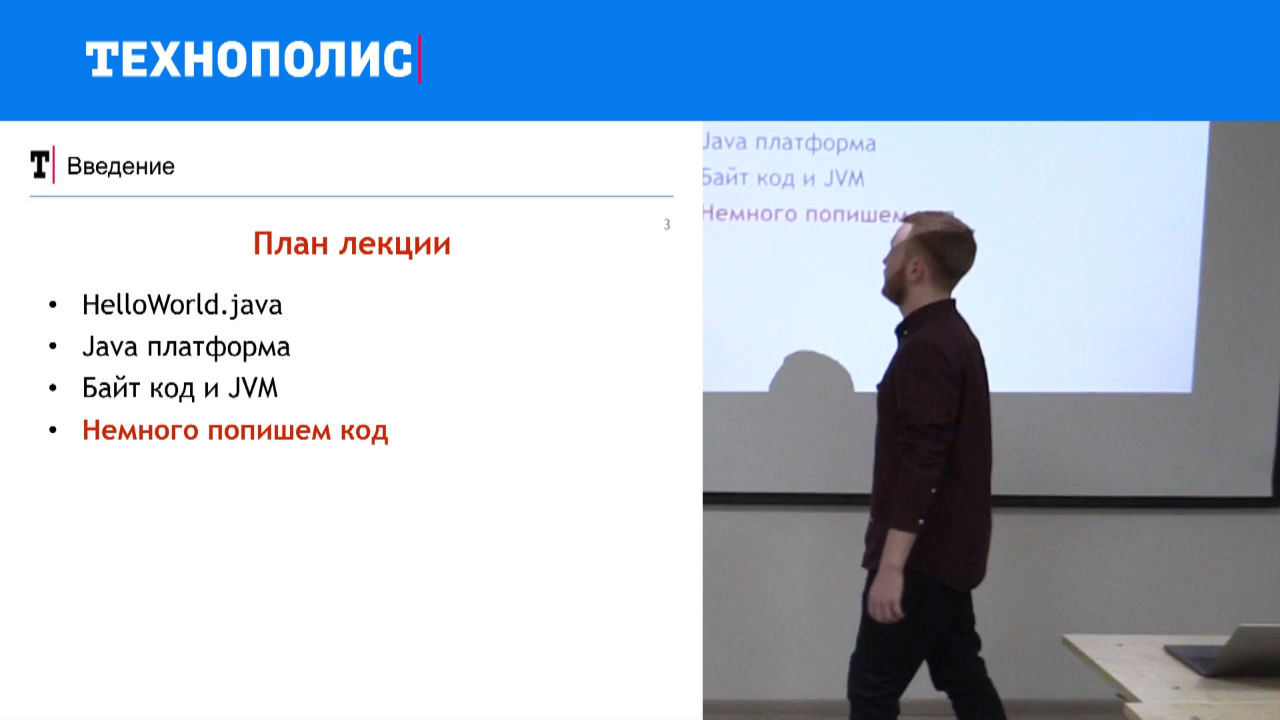 ТЕХНОПОЛИС
T Введение
3
План лекции
• HelloWorld.java
• Java платформа
• Байт код и JVM
• Немного попишем код
Java платформа
Байт код и JVM
Немного попишем